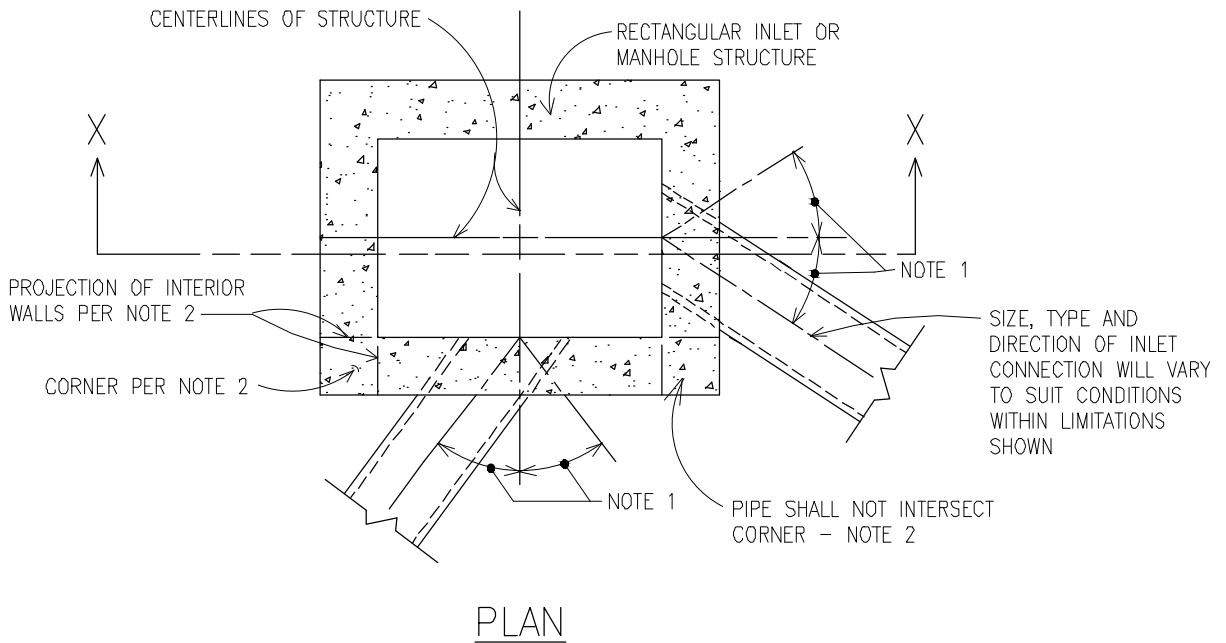 CENTERLINES OF STRUCTURE
RECTANGULAR INLET OR
MANHOLE STRUCTURE
X
X
NOTE 1
PROJECTION OF INTERIOR
WALLS PER NOTE 2
CORNER PER NOTE 2
SIZE, TYPE AND
DIRECTION OF INLET
CONNECTION WILL VARY
TO SUIT CONDITIONS
WITHIN LIMITATIONS
SHOWN
NOTE 1
PIPE SHALL NOT INTERSECT
CORNER – NOTE 2
PLAN